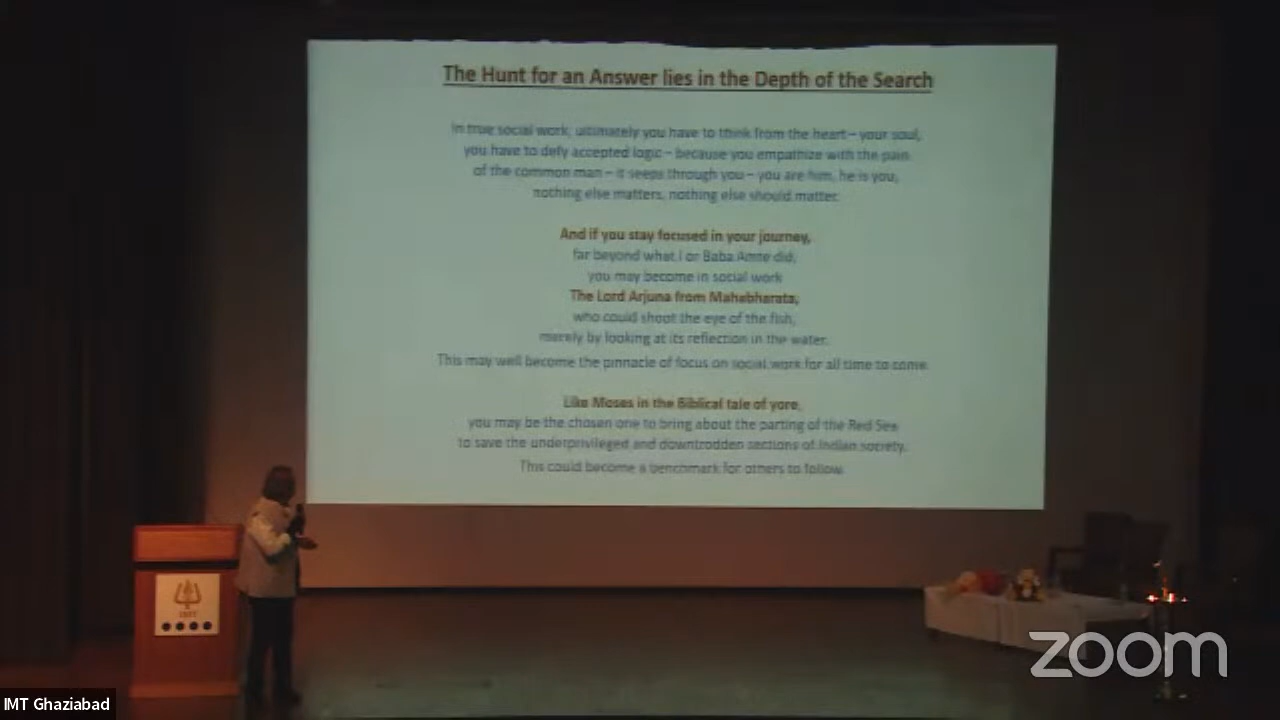 The Hunt for an Answer lies in the Depth of the Search
In true social work, ultimately you have to think from the heart – your soul,
you have to defy accepted logic – because you empathize with the pain
of the common man – it seeps through you – you are him, he is you,
nothing else matters, nothing else should matter.
And if you stay focused in your journey,
far beyond what I or Baba Amte did,
you may become in social work
The Lord Arjuna from Mahabharata,
who could shoot the eye of the fish,
merely by looking at its reflection in the water.
This may well become the pinnacle of focus on social work for all time to come.
Like Moses in the Biblical tale of yore,
you may be the chosen one to bring about the parting of the Red Sea
to save the underprivileged and downtrodden sections of Indian society.
This could become a benchmark for others to follow.
IMT
zoom
IMT Ghaziabad